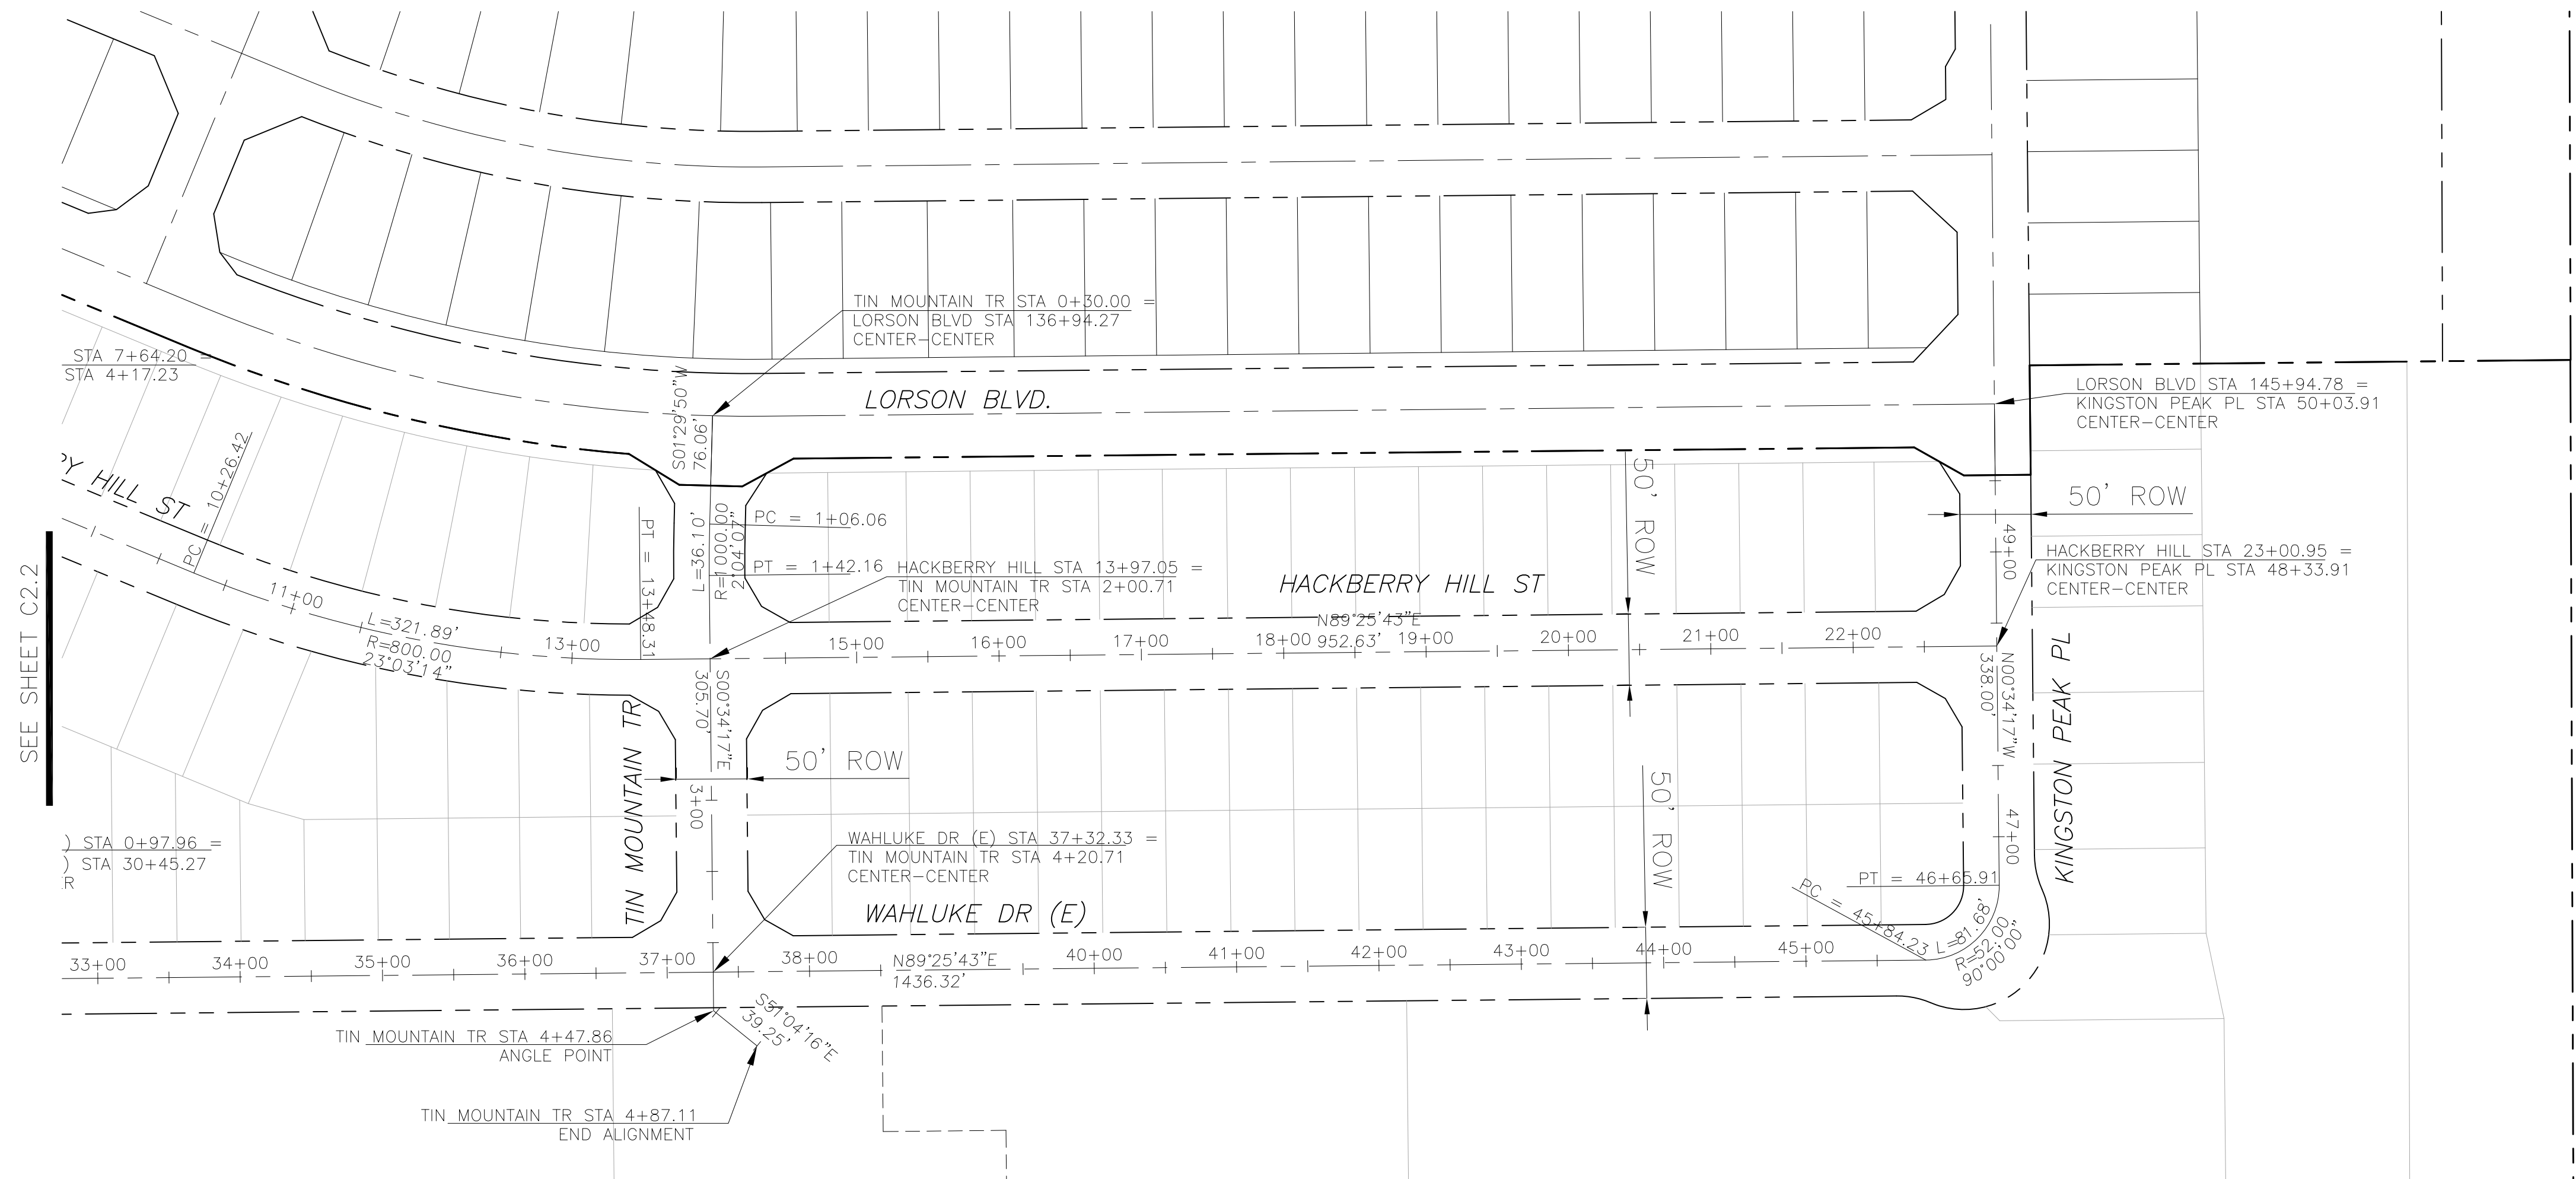 TIN MOUNTAIN TR STA 0+30.00 =
LORSON BLVD STA 136+94.27
CENTER-CENTER
STA 7+64.20 =
STA 4+17.23
S01°29'50"W
76.06'
LORSON BLVD.
LORSON BLVD STA 145+94.78 =
KINGSTON PEAK PL STA 50+03.91
CENTER-CENTER
HILL ST
PC = 10+26.42
50' ROW
50' ROW
PC = 1+06.06
L=36.10'
R=1000.00
2°04'07"
PT = 13+48.31
PT = 1+42.16
HACKBERRY HILL STA 13+97.05 =
TIN MOUNTAIN TR STA 2+00.71
CENTER-CENTER
HACKBERRY HILL ST
N89°25'43"E
952.63'
49+00
HACKBERRY HILL STA 23+00.95 =
KINGSTON PEAK PL STA 48+33.91
CENTER-CENTER
SEE SHEET C2.2
11+00
L=321.89'
R=800.00
23°03'14"
13+00
15+00
16+00
17+00
18+00
19+00
20+00
21+00
22+00
S00°34'17"E
305.70'
N00°34'17"W
338.00'
KINGSTON PEAK PL
TIN MOUNTAIN TR
50' ROW
3+00
50' ROW
47+00
) STA 0+97.96 =
) STA 30+45.27
WAHLUKE DR (E) STA 37+32.33 =
TIN MOUNTAIN TR STA 4+20.71
CENTER-CENTER
PT = 46+65.91
PC = 45+84.23
L=81.68'
R=52.00
90°00'00"
WAHLUKE DR (E)
33+00
34+00
35+00
36+00
37+00
38+00
N89°25'43"E
1436.32'
40+00
41+00
42+00
43+00
44+00
45+00
S51°04'16"E
39.25'
TIN MOUNTAIN TR STA 4+47.86
ANGLE POINT
TIN MOUNTAIN TR STA 4+87.11
END ALIGNMENT